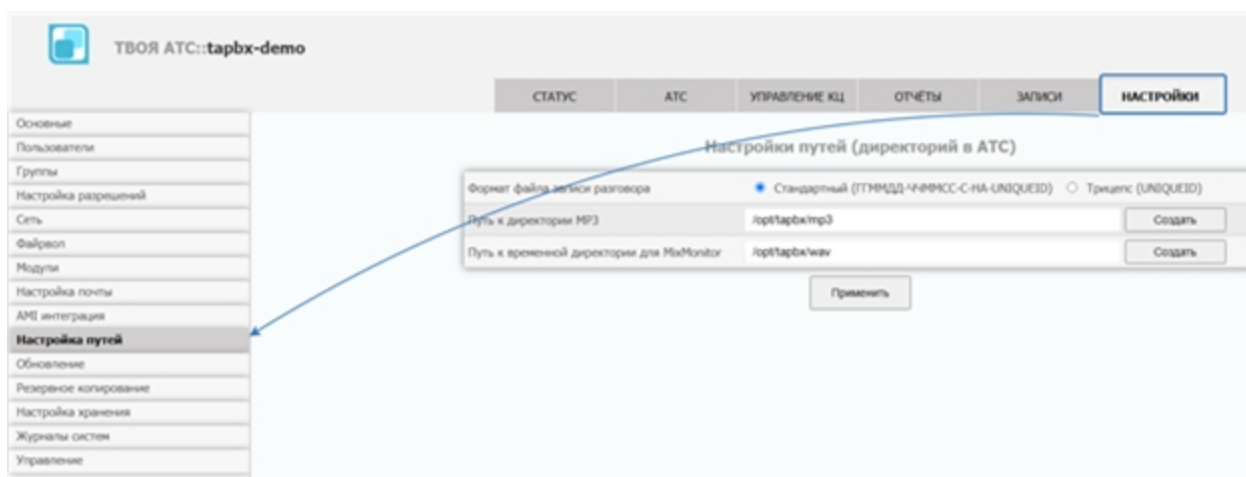 ТВОЯ АТС::tapbx-demo
СТАТУС АТС УПРАВЛЕНИЕ КЦ ОТЧЁТЫ ЗАПИСИ НАСТРОЙКИ
Основные
Пользователи
Группы
Настройка разрешений
Сеть
Файрвол
Модули
Настройка почты
AMI интеграция
Настройка путей
Обновление
Резервное копирование
Настройка хранения
Журналы систем
Управление
Настройки путей (директорий в АТС)
Формат файла записи разговора Стандартный (ГГММДД-ЧЧММСС-С-НА-UNIQUEID) Трицепс (UNIQUEID)
Путь к директории MP3 /opt/tapbx/mp3 Создать
Путь к временной директории для MixMonitor /opt/tapbx/wav Создать
Применить